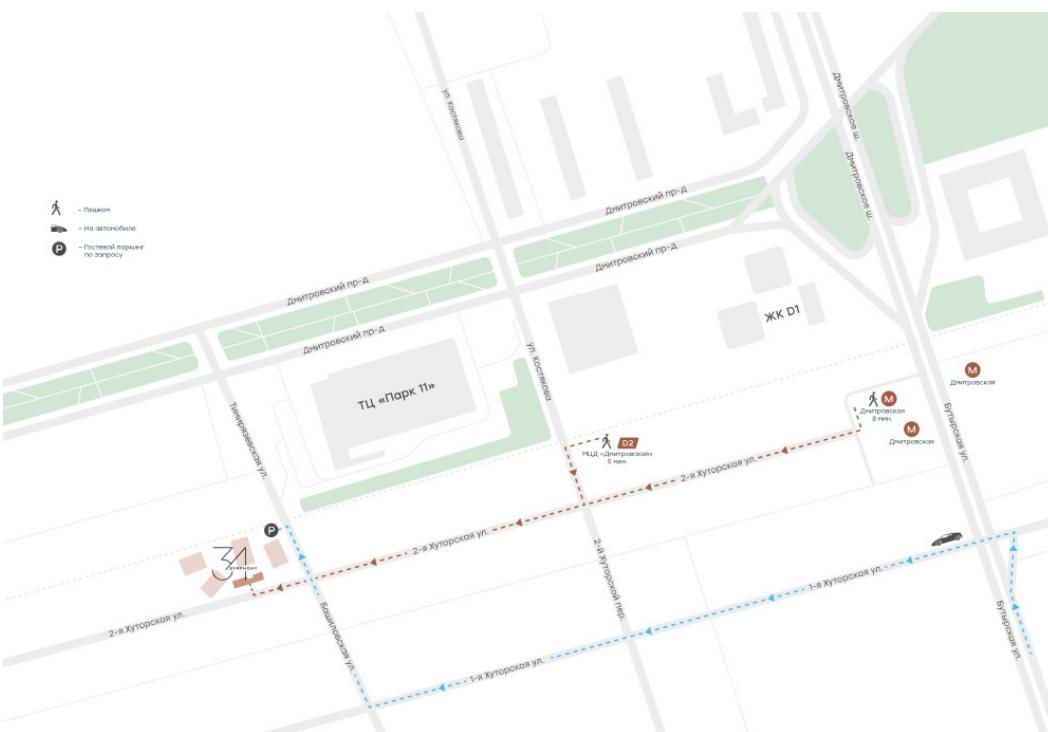 ул. Костякова
Дмитровское ш.
Дмитровское ш.
– Пешком
– На автомобиле
P – Гостевой паркинг
по запросу
Дмитровский пр-д
Дмитровский пр-д
Дмитровский пр-д
Дмитровский пр-д
ЖК D1
ул. Костякова
ТЦ «Парк 11»
М
Дмитровская
М
Дмитровская
8 мин.
М
Дмитровская
Тимирязевская ул.
Бутырская ул.
D2
МЦД «Дмитровская»
5 мин.
2-я Хуторская ул.
P
31
2-я Хуторская ул.
2-й Хуторской пер.
1-я Хуторская ул.
2-я Хуторская ул.
Башиловская ул.
Бутырская ул.
1-я Хуторская ул.